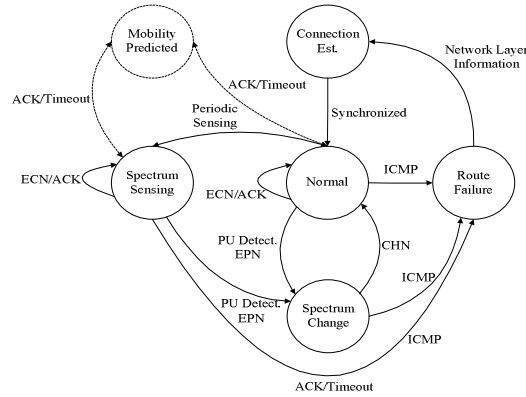 Mobility
Predicted
Connection
Est.
Network Layer
Information
ACK/Timeout
ACK/Timeout
Periodic
Sensing
Synchronized
ECN/ACK
Spectrum
Sensing
ECN/ACK
Normal
ICMP
Route
Failure
PU Detect.
EPN
CHN
PU Detect.
EPN
Spectrum
Change
ICMP
ICMP
ACK/Timeout